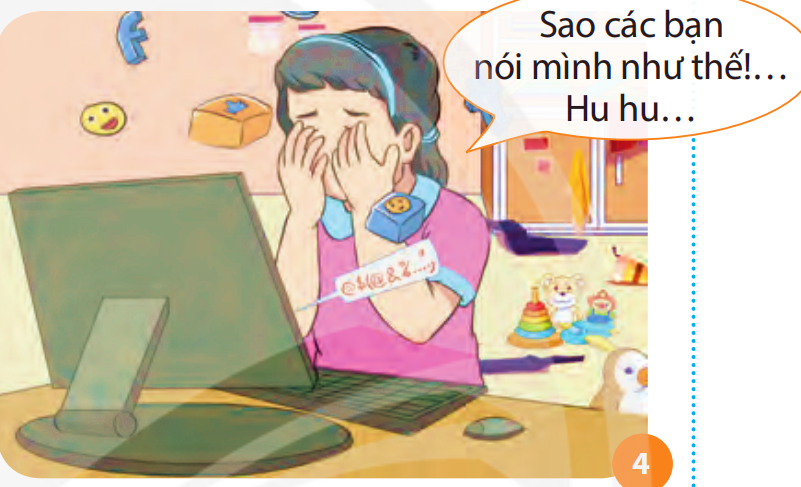 Sao các bạn
nói mình như thế!...
Hu hu...
@$(@&%...,'
4